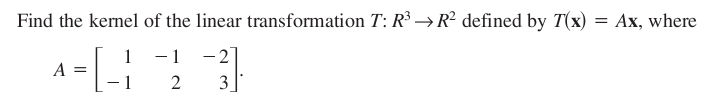 Find the kernel of the linear transformation T: R³ → R² defined by T(x) = Ax, where
A = [ 1 −1 −2
−1 2 3 ].